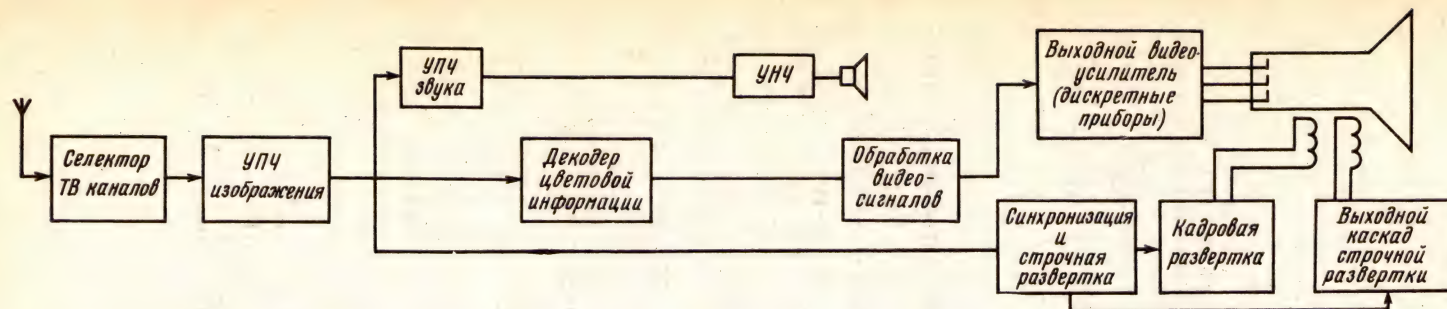 УПЧ
звука
УНЧ
Выходной видео-
усилитель
(дискретные
приборы)
Селектор
ТВ каналов
УПЧ
изображения
Декодер
цветовой
информации
Обработка
видео-
сигналов
Синхронизация
и
строчная
развертка
Кадровая
развертка
Выходной
каскад
строчной
развертки